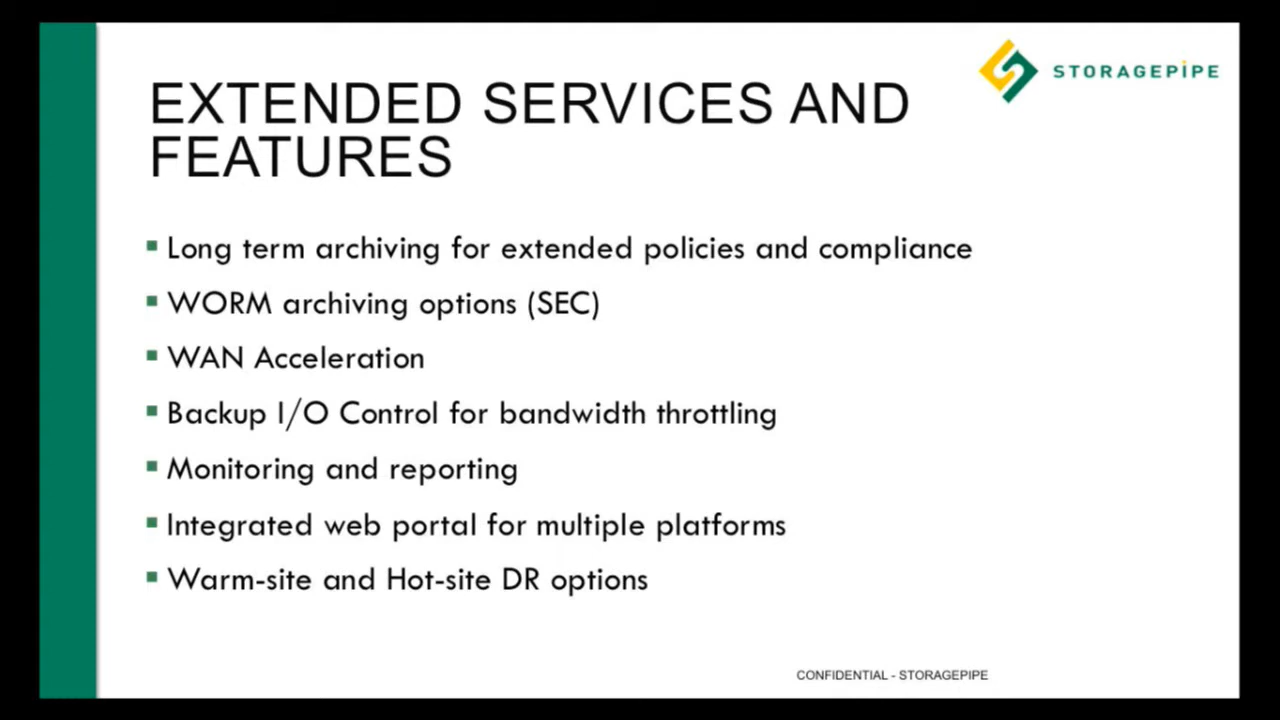 STORAGEPIPE
EXTENDED SERVICES AND
FEATURES
Long term archiving for extended policies and compliance
WORM archiving options (SEC)
WAN Acceleration
Backup I/O Control for bandwidth throttling
Monitoring and reporting
Integrated web portal for multiple platforms
Warm-site and Hot-site DR options
CONFIDENTIAL - STORAGEPIPE